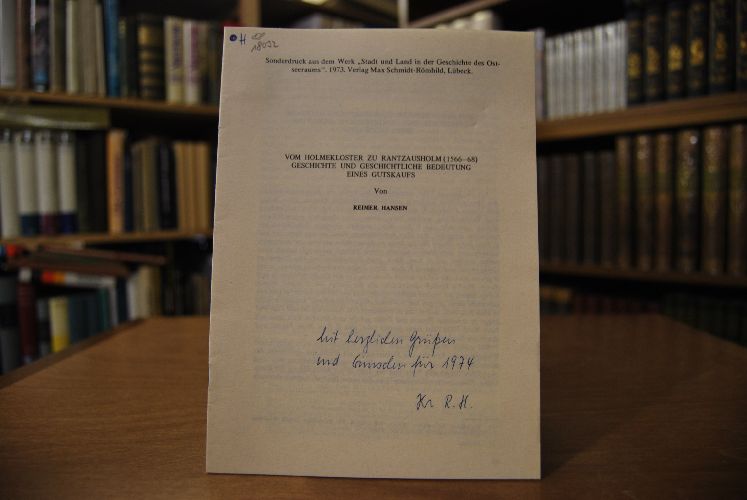 H
18032
Sonderdruck aus dem Werk „Stadt und Land in der Geschichte des Ost-
seeraums“. 1973. Verlag Max Schmidt-Römhild, Lübeck.
VOM HOLMEKLOSTER ZU RANTZAUSHOLM (1566–68)
GESCHICHTE UND GESCHICHTLICHE BEDEUTUNG
EINES GUTSKAUFS
Von
REIMER HANSEN
Mit herzlichen Grüßen
und Wünschen für 1974
Ihr R. H.